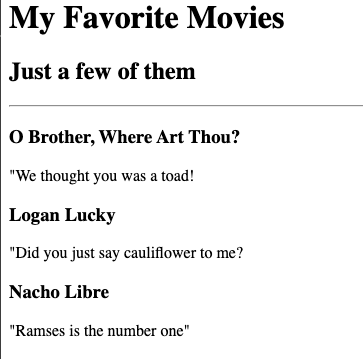 My Favorite Movies
Just a few of them
O Brother, Where Art Thou?
"We thought you was a toad!
Logan Lucky
"Did you just say cauliflower to me?
Nacho Libre
"Ramses is the number one"